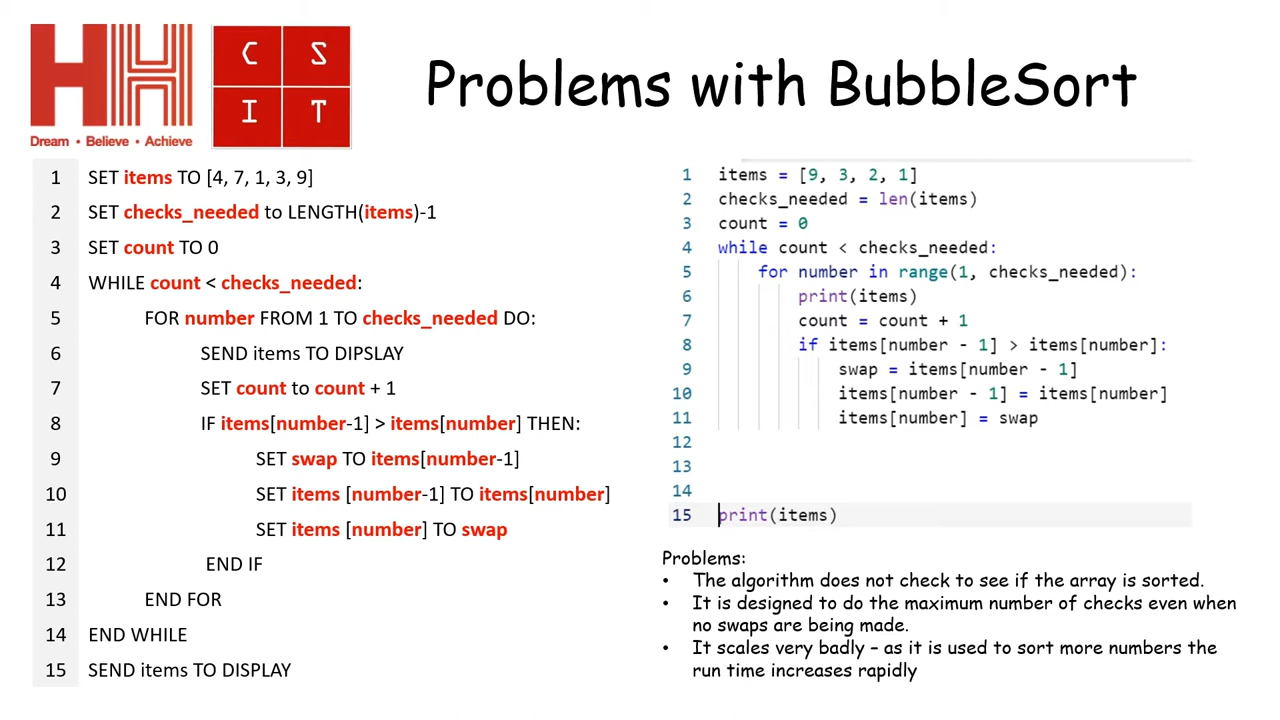 Dream • Believe • Achieve
C S
I T
Problems with BubbleSort
1 SET items TO [4, 7, 1, 3, 9]
2 SET checks_needed to LENGTH(items)-1
3 SET count TO 0
4 WHILE count < checks_needed:
5 FOR number FROM 1 TO checks_needed DO:
6 SEND items TO DIPSLAY
7 SET count to count + 1
8 IF items[number-1] > items[number] THEN:
9 SET swap TO items[number-1]
10 SET items [number-1] TO items[number]
11 SET items [number] TO swap
12 END IF
13 END FOR
14 END WHILE
15 SEND items TO DISPLAY
1 items = [9, 3, 2, 1]
2 checks_needed = len(items)
3 count = 0
4 while count < checks_needed:
5 for number in range(1, checks_needed):
6 print(items)
7 count = count + 1
8 if items[number - 1] > items[number]:
9 swap = items[number - 1]
10 items[number - 1] = items[number]
11 items[number] = swap
12
13
14
15 print(items)
Problems:
• The algorithm does not check to see if the array is sorted.
• It is designed to do the maximum number of checks even when
no swaps are being made.
• It scales very badly – as it is used to sort more numbers the
run time increases rapidly